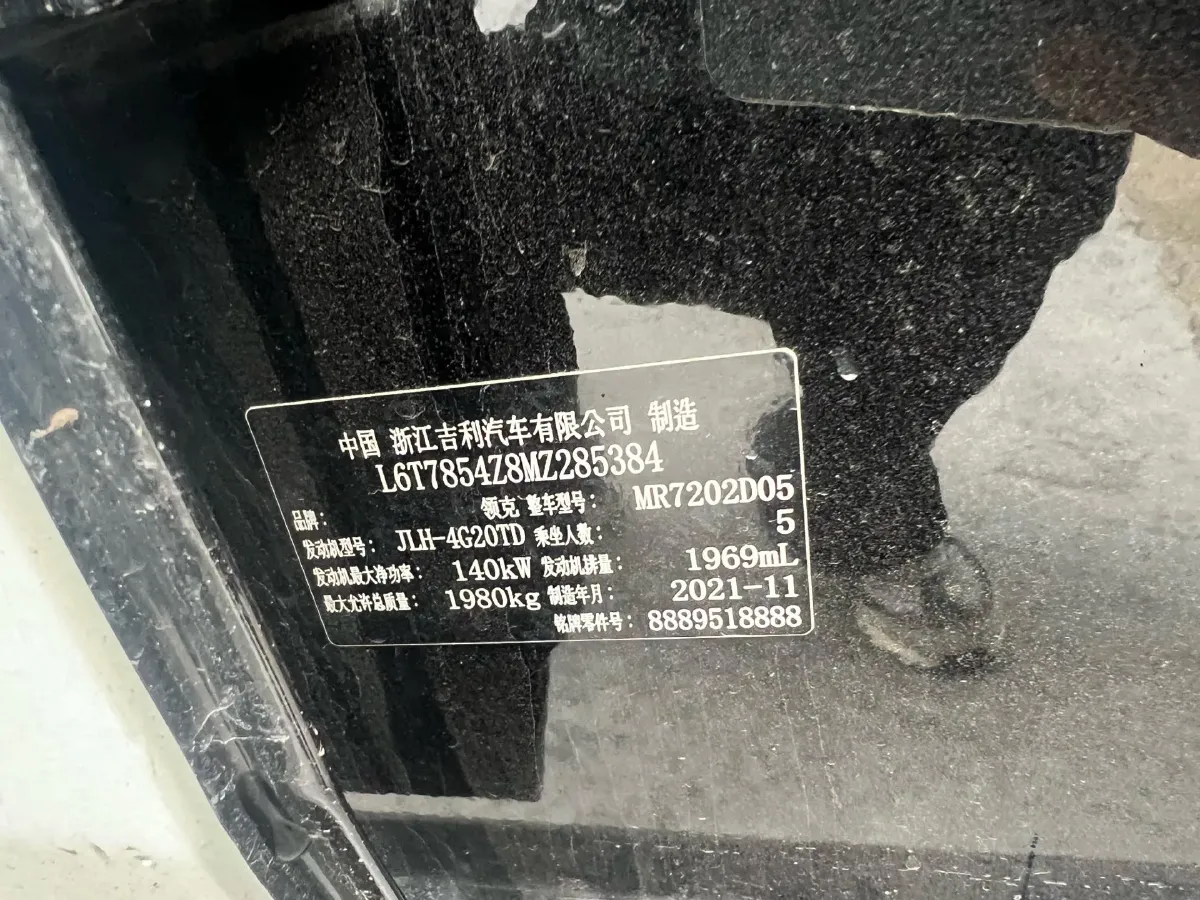 中国 浙江吉利汽车有限公司 制造
L6T7854Z8MZ285384
品牌： 领克 整车型号： MR7202D05
发动机型号： JLH-4G20TD 乘坐人数： 5
发动机最大净功率： 140kW 发动机排量： 1969mL
最大允许总质量： 1980kg 制造年月： 2021-11
铭牌零件号： 8889518888